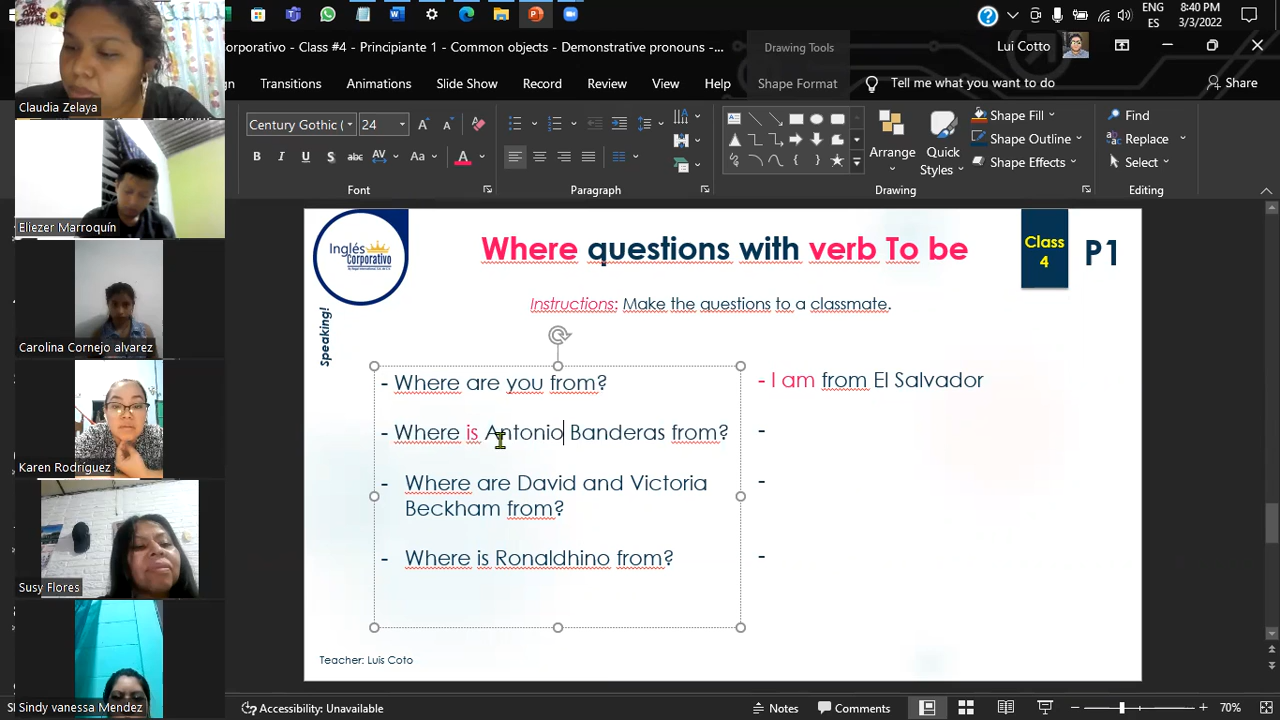 8:40 PM
ENG
ES
3/3/2022
orporativo - Class #4 - Principiante 1 - Common objects - Demonstrative pronouns -...
Drawing Tools
Lui Cotto
gn
Transitions
Animations
Slide Show
Record
Review
View
Help
Shape Format
Tell me what you want to do
Share
Century Gothic (
24
Font
Paragraph
Arrange
Quick
Styles
Shape Fill
Shape Outline
Shape Effects
Drawing
Find
Replace
Select
Editing
Claudia Zelaya
Eliezer Marroquín
Carolina Cornejo alvarez
Karen Rodríguez
Susy Flores
Sindy vanessa Mendez
Inglés
Corporativo
Where questions with verb To be
Class
4
P1
Instructions: Make the questions to a classmate.
Speaking!
- Where are you from?
- I am from El Salvador
- Where is Antonio Banderas from?
-
- Where are David and Victoria
Beckham from?
-
- Where is Ronaldhino from?
-
Teacher: Luis Coto
Accessibility: Unavailable
Notes
Comments
70%